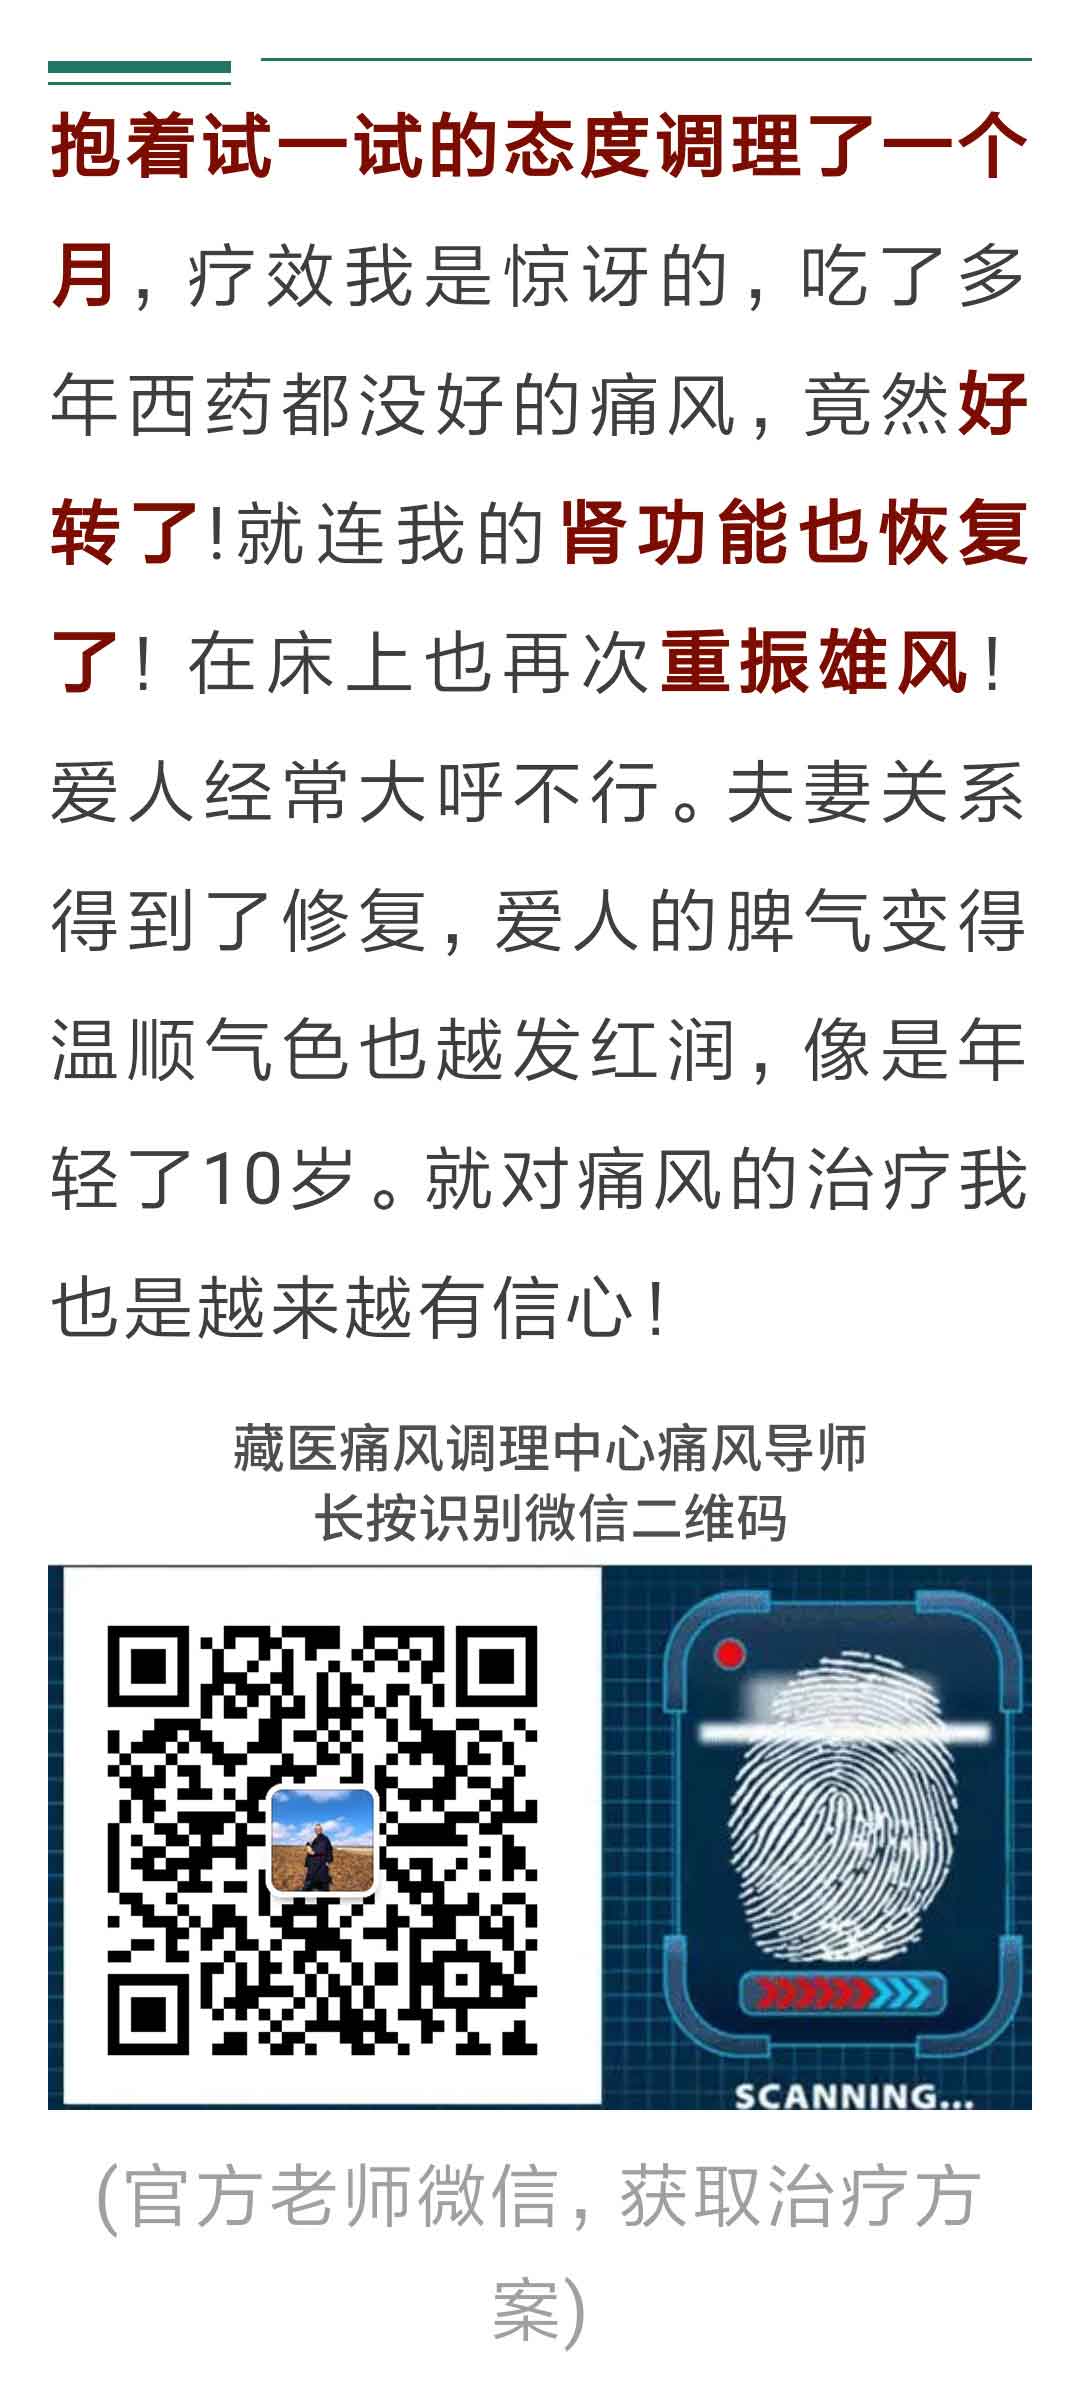 抱着试一试的态度调理了一个
月，疗效我是惊讶的，吃了多
年西药都没好的痛风，竟然好
转了!就连我的肾功能也恢复
了！在床上也再次重振雄风！
爱人经常大呼不行。夫妻关系
得到了修复，爱人的脾气变得
温顺气色也越发红润，像是年
轻了10岁。就对痛风的治疗我
也是越来越有信心！
藏医痛风调理中心痛风导师
长按识别微信二维码
SCANNING...
(官方老师微信，获取治疗方
案)